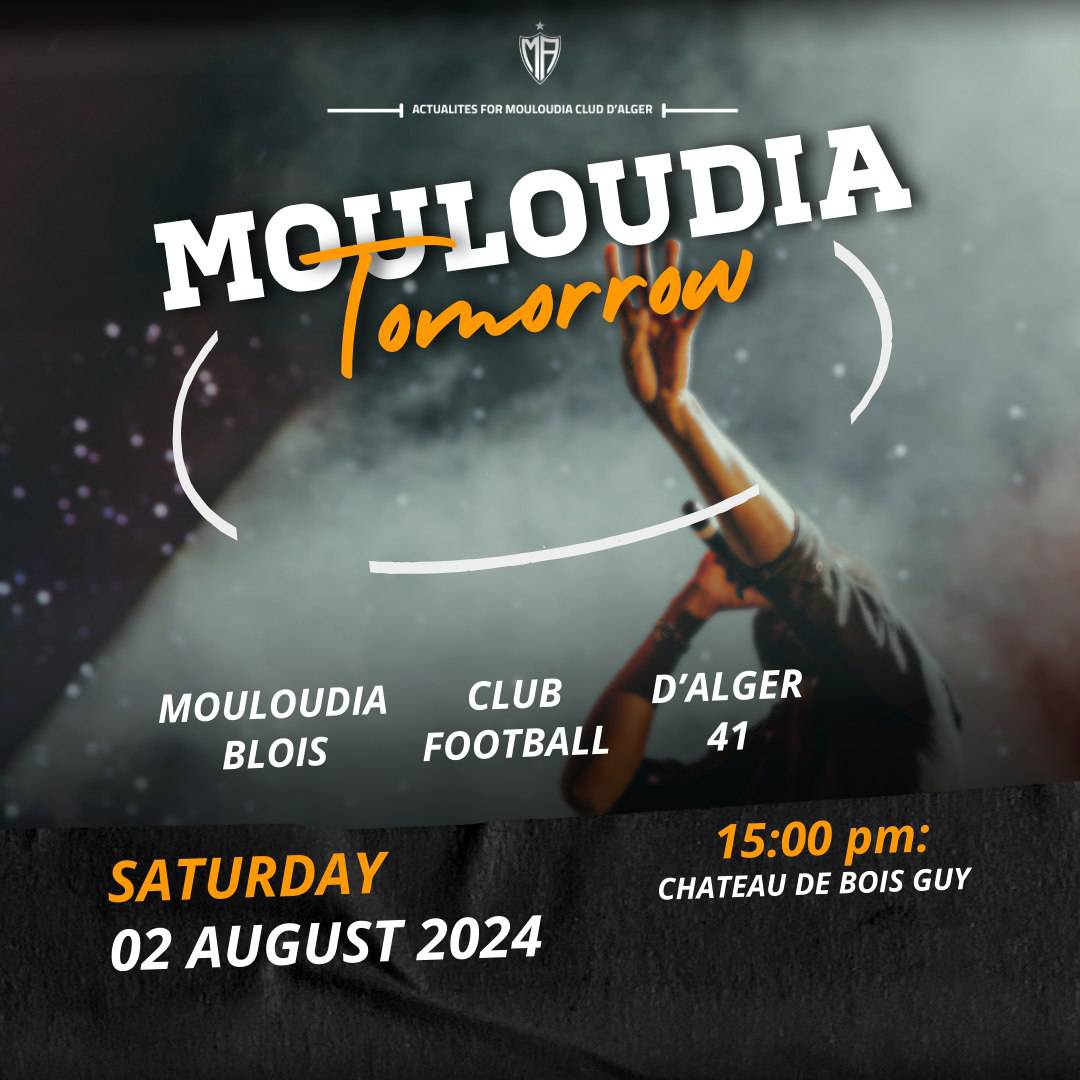 MA
ACTUALITES FOR MOULOUDIA CLUD D'ALGER
MOULOUDIA
Tomorrow
MOULOUDIA CLUB D'ALGER
BLOIS FOOTBALL 41
SATURDAY
02 AUGUST 2024
15:00 pm:
CHATEAU DE BOIS GUY